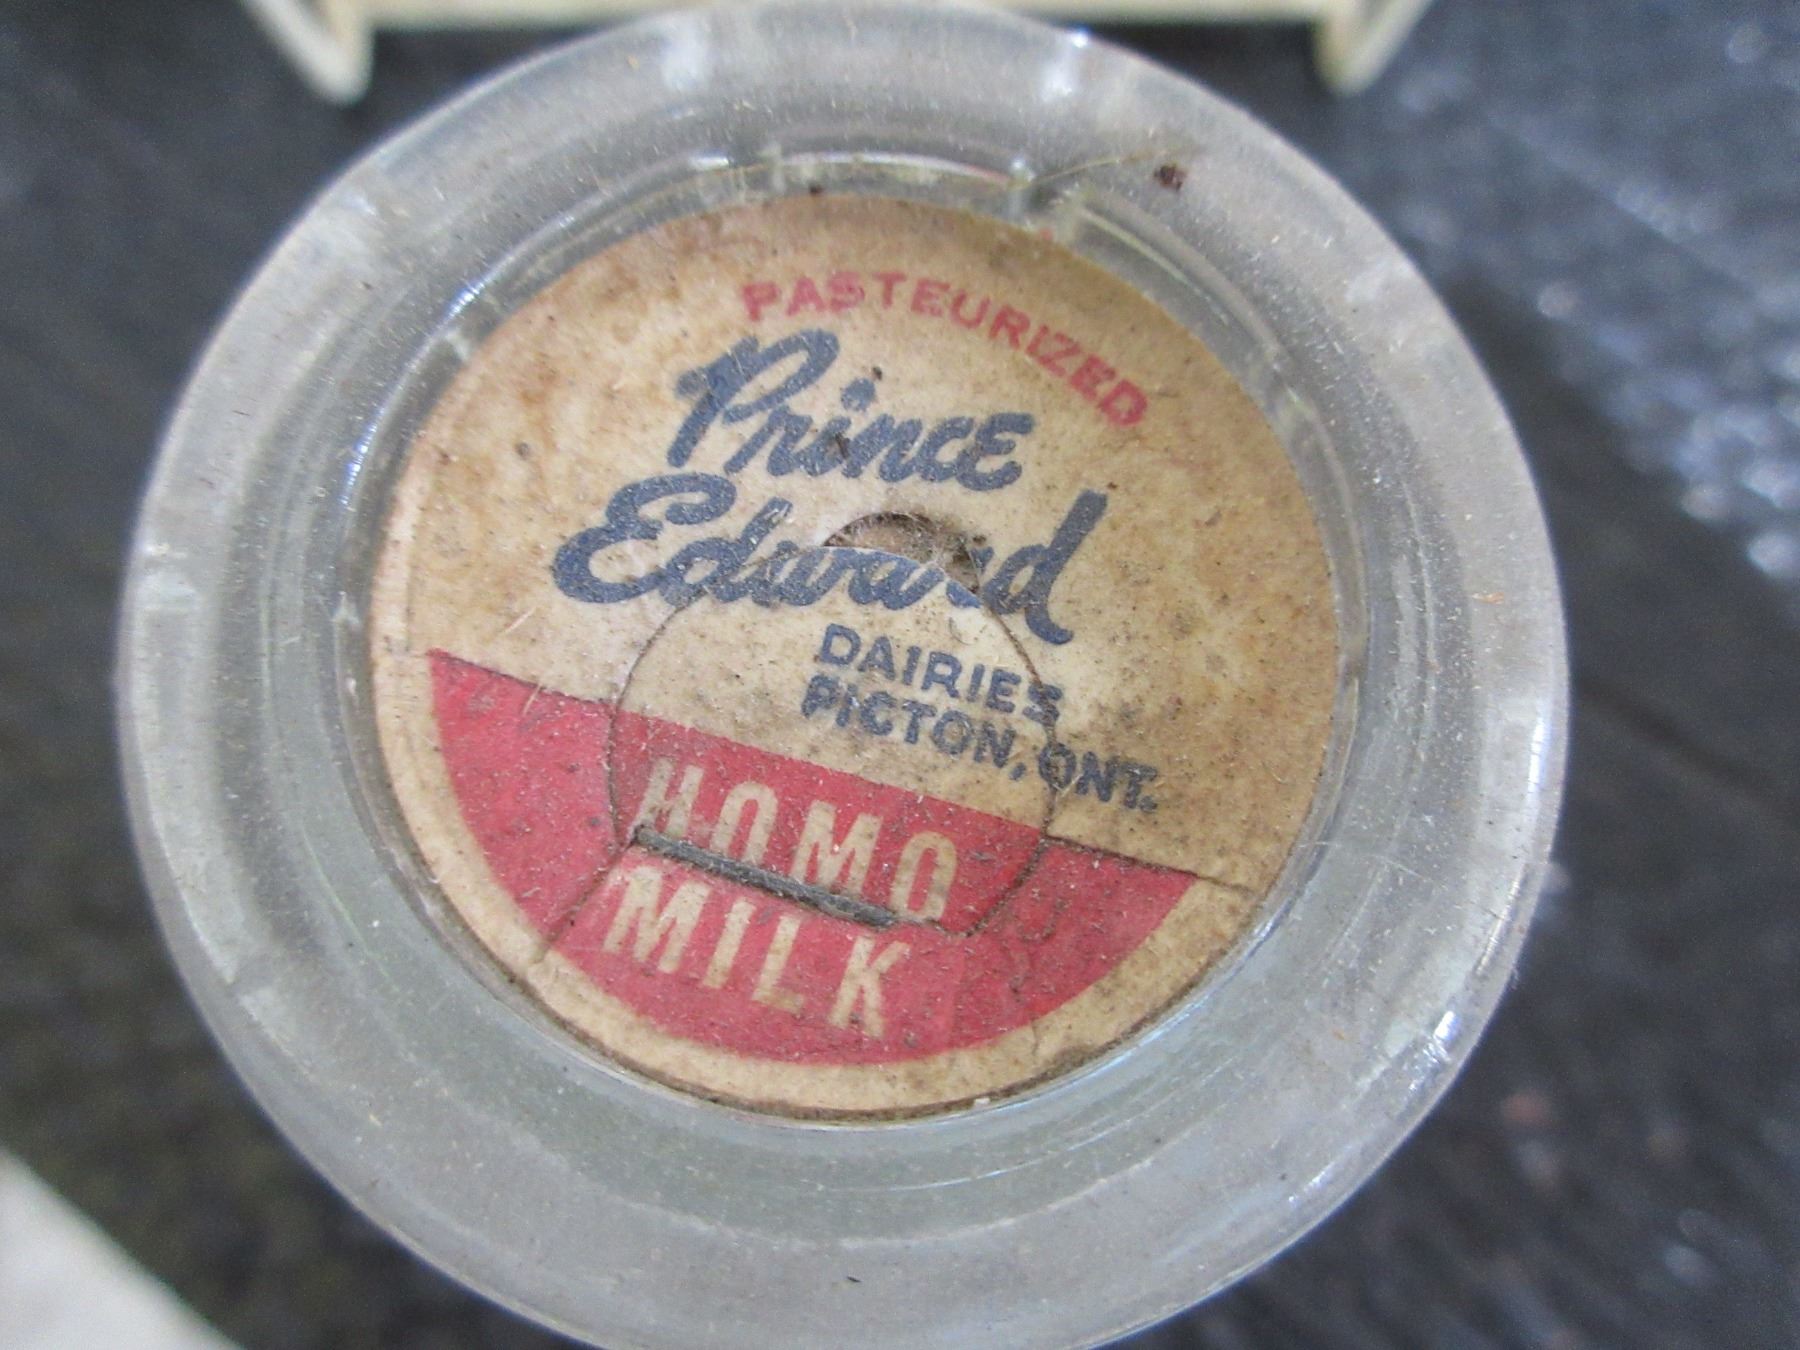 PASTEURIZED
Prince
Edward
DAIRIES
PICTON, ONT.
HOMO
MILK